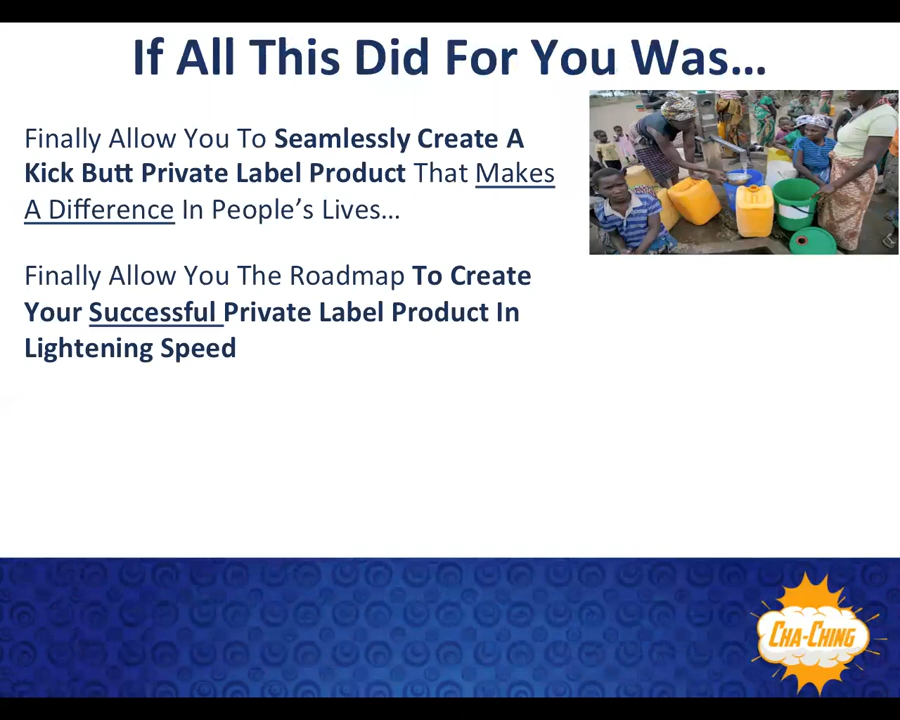 If All This Did For You Was...
Finally Allow You To Seamlessly Create A
Kick Butt Private Label Product That Makes
A Difference In People’s Lives...
Finally Allow You The Roadmap To Create
Your Successful Private Label Product In
Lightening Speed
CHA-CHING